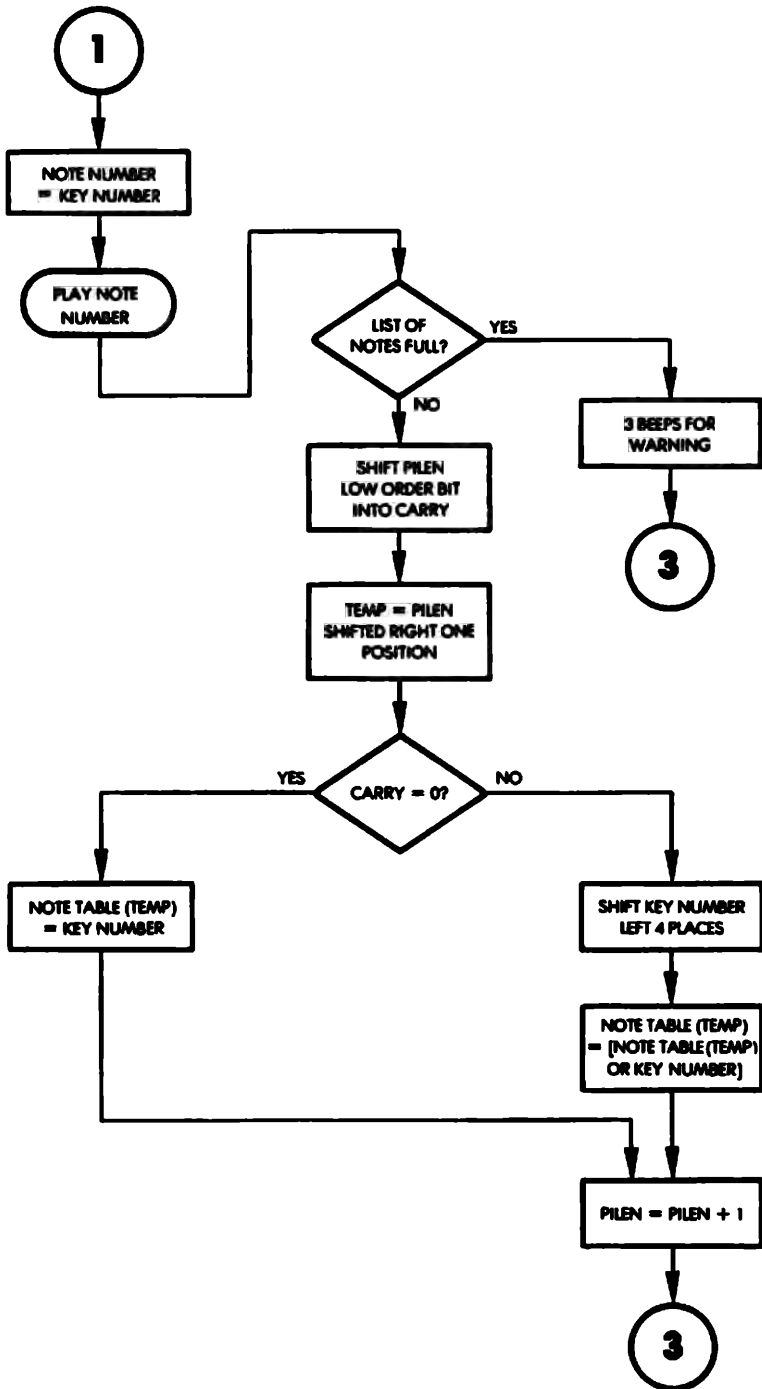 1
NOTE NUMBER
= KEY NUMBER
PLAY NOTE
NUMBER
LIST OF
NOTES FULL?
YES
NO
3 BEEPS FOR
WARNING
3
SHIFT PILEN
LOW ORDER BIT
INTO CARRY
TEMP = PILEN
SHIFTED RIGHT ONE
POSITION
CARRY = 0?
YES
NO
NOTE TABLE (TEMP)
= KEY NUMBER
SHIFT KEY NUMBER
LEFT 4 PLACES
NOTE TABLE (TEMP)
= [NOTE TABLE (TEMP)
OR KEY NUMBER]
PILEN = PILEN + 1
3